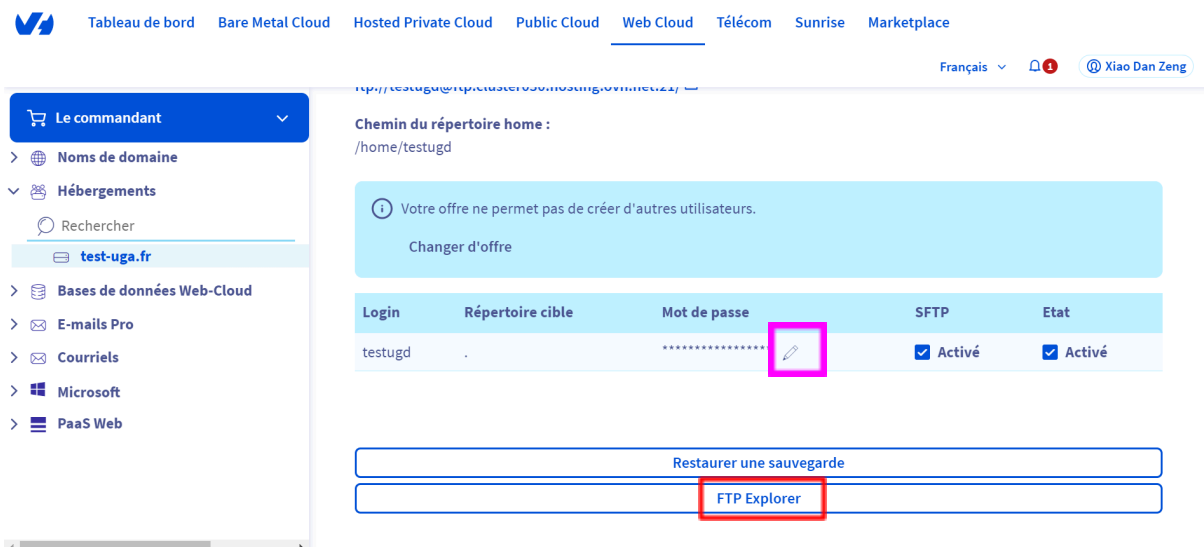 Tableau de bord Bare Metal Cloud Hosted Private Cloud Public Cloud Web Cloud Télécom Sunrise Marketplace
Français 1 Xiao Dan Zeng
Le commandant
Noms de domaine
Hébergements
Rechercher
test-uga.fr
Bases de données Web-Cloud
E-mails Pro
Courriels
Microsoft
PaaS Web
Chemin du répertoire home :
/home/testugd
Votre offre ne permet pas de créer d'autres utilisateurs.
Changer d'offre
Login Répertoire cible Mot de passe SFTP Etat
testugd . ***************** Activé Activé
Restaurer une sauvegarde
FTP Explorer